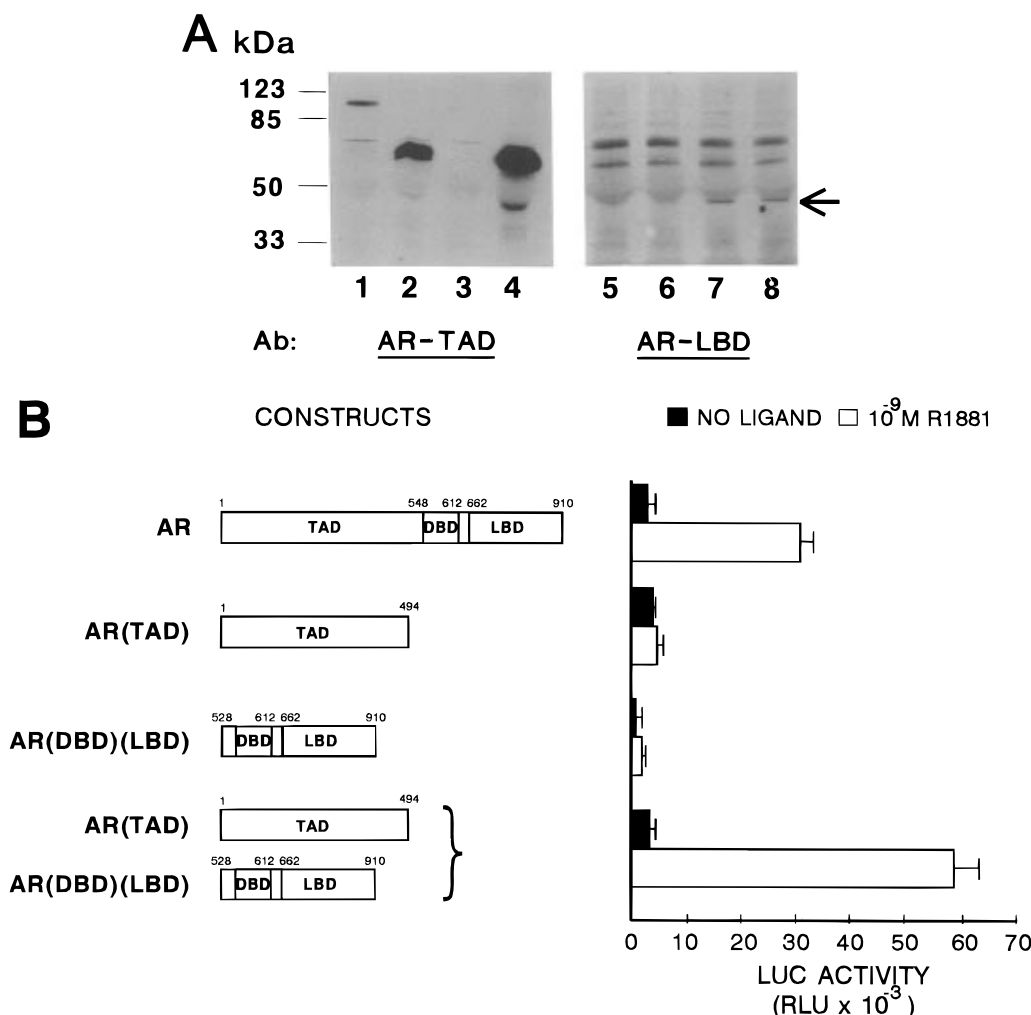 A kDa
123
85
50
33
1 2 3 4 5 6 7 8
Ab: AR-TAD AR-LBD
B CONSTRUCTS NO LIGAND 10-9 M R1881
1 548 612 662 910
AR TAD DBD LBD
1 494
AR(TAD) TAD
528 612 662 910
AR(DBD)(LBD) DBD LBD
1 494
AR(TAD) TAD
528 612 662 910
AR(DBD)(LBD) DBD LBD
0 10 20 30 40 50 60 70
LUC ACTIVITY
(RLU x 10-3)